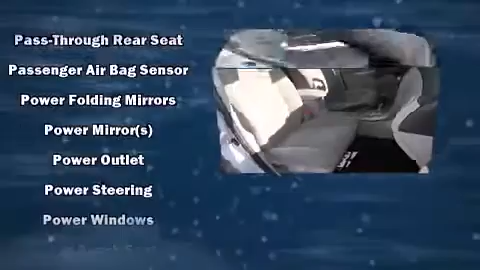 Pass-Through Rear Seat
Passenger Air Bag Sensor
Power Folding Mirrors
Power Mirror(s)
Power Outlet
Power Steering
Power Windows